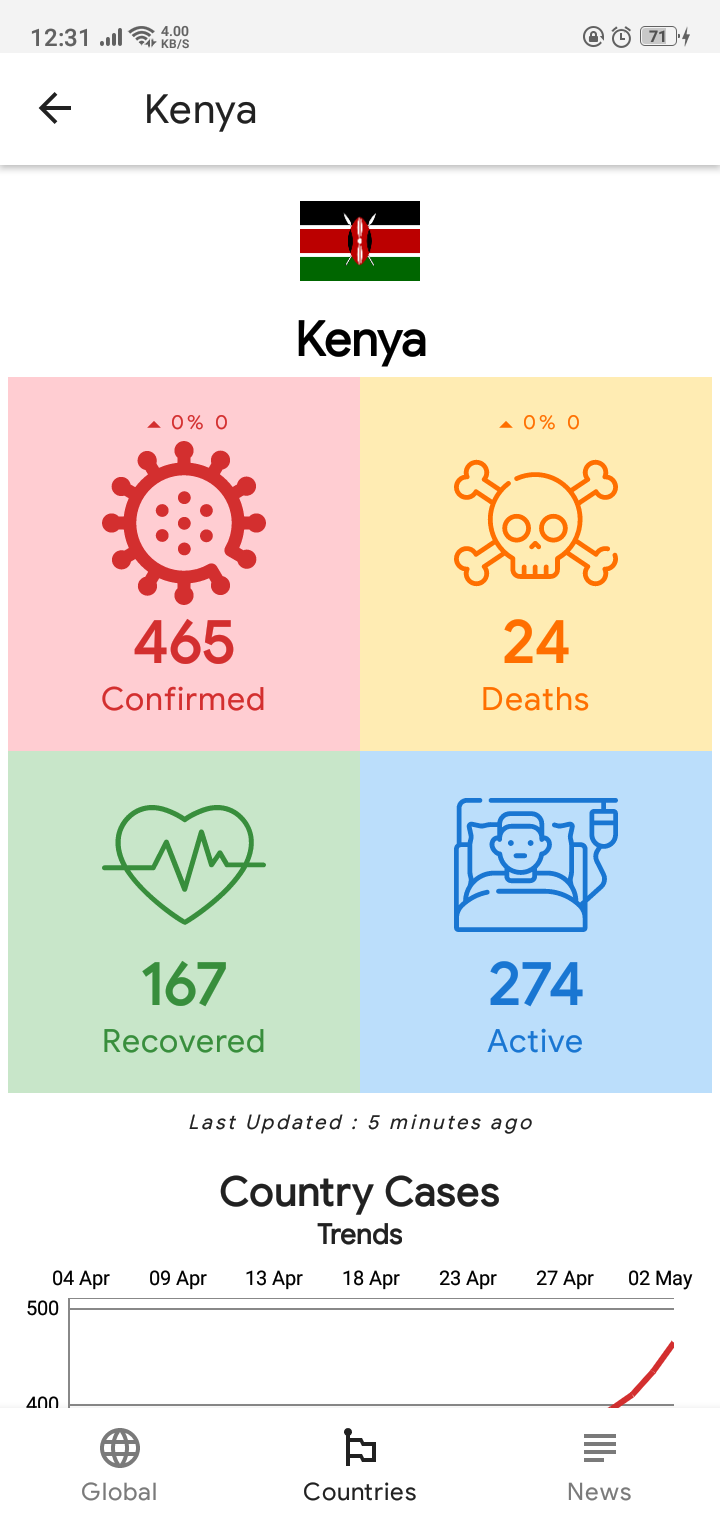 12:31 4.00 KB/S 71
Kenya
Kenya
0% 0
0% 0
465
Confirmed
24
Deaths
167
Recovered
274
Active
Last Updated : 5 minutes ago
Country Cases
Trends
04 Apr 09 Apr 13 Apr 18 Apr 23 Apr 27 Apr 02 May
500
400
Global Countries News